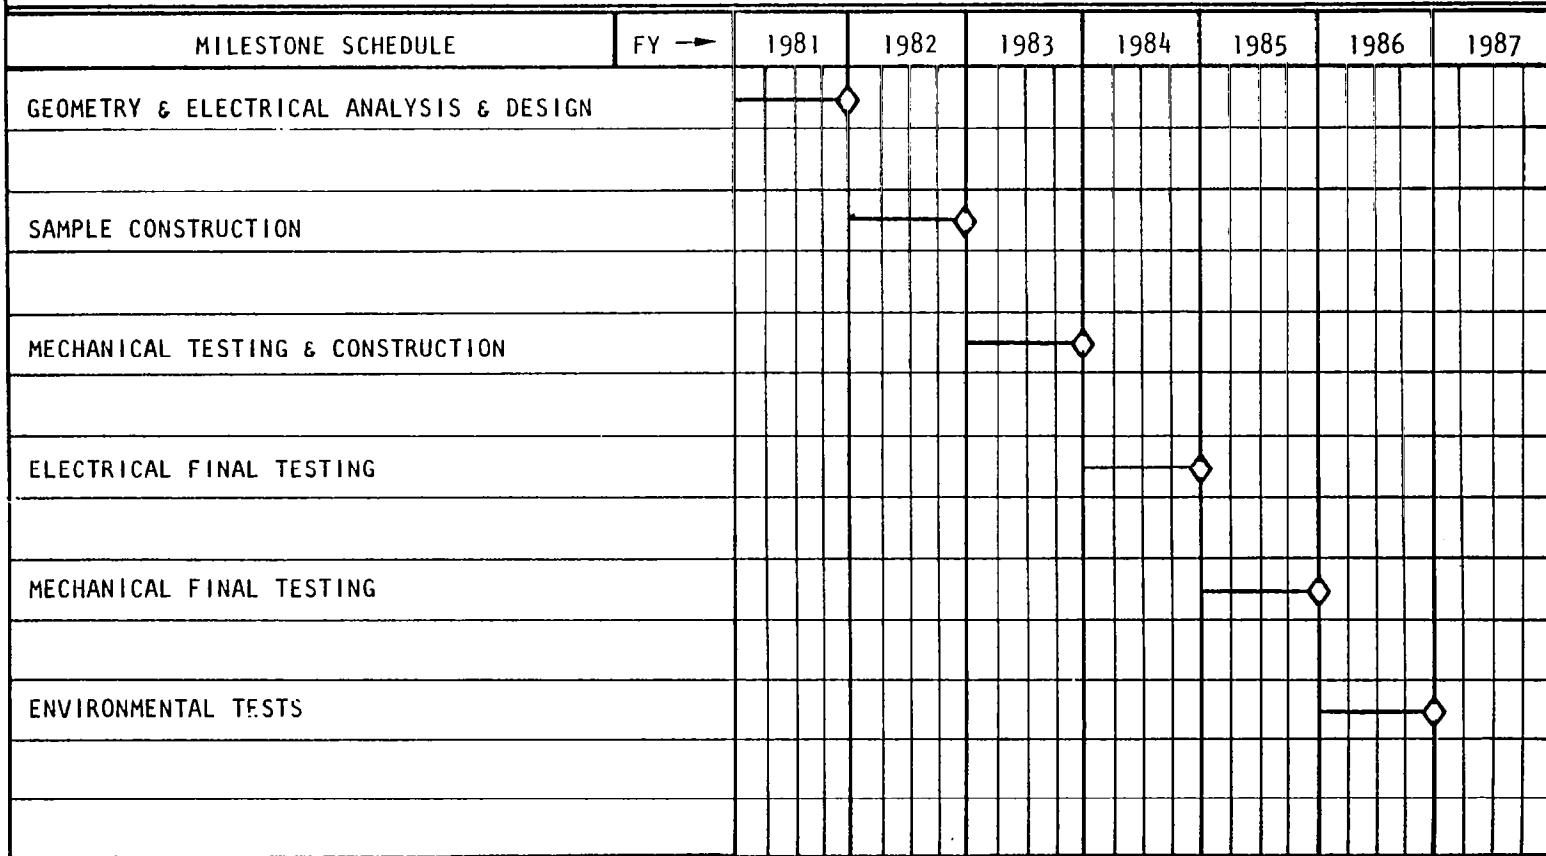 MILESTONE SCHEDULE FY → 1981 1982 1983 1984 1985 1986 1987
GEOMETRY & ELECTRICAL ANALYSIS & DESIGN
SAMPLE CONSTRUCTION
MECHANICAL TESTING & CONSTRUCTION
ELECTRICAL FINAL TESTING
MECHANICAL FINAL TESTING
ENVIRONMENTAL TESTS